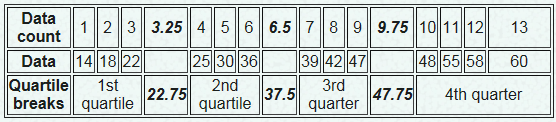 Data count 1 2 3 3.25 4 5 6 6.5 7 8 9 9.75 10 11 12 13
Data 14 18 22 25 30 36 39 42 47 48 55 58 60
Quartile breaks 1st quartile 22.75 2nd quartile 37.5 3rd quarter 47.75 4th quarter